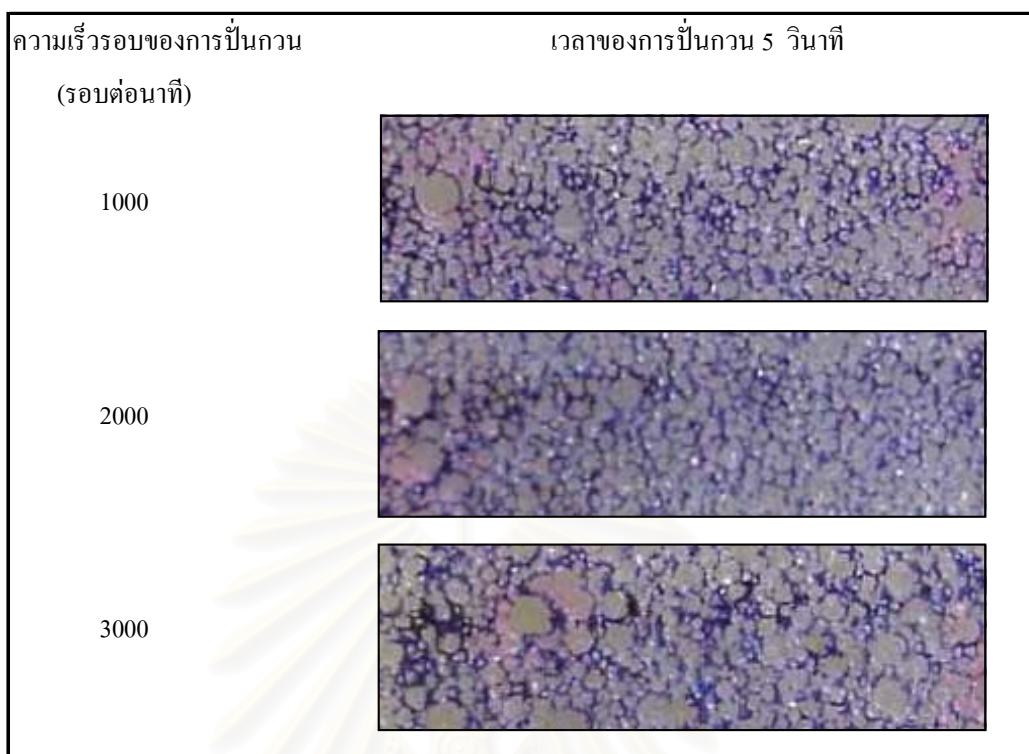 ความเร็วรอบของการปั่นกวน
เวลาของการปั่นกวน 5 วินาที
(รอบต่อนาที)
1000
2000
3000